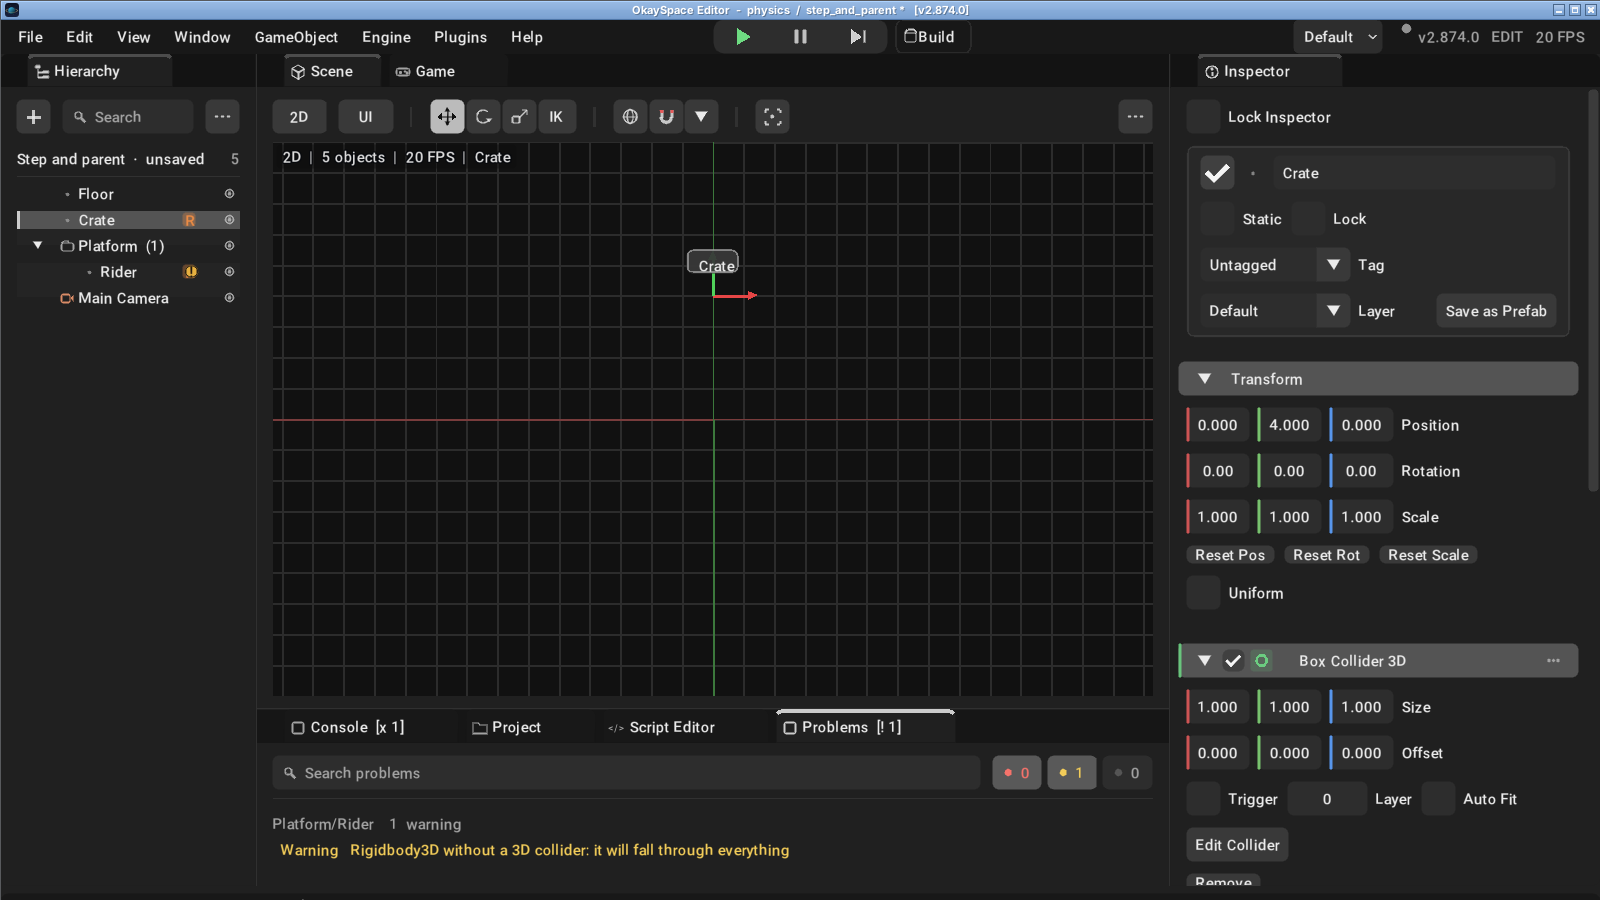 OkaySpace Editor - physics / step_and_parent * [v2.874.0]
File Edit View Window GameObject Engine Plugins Help
Build
Default
v2.874.0 EDIT 20 FPS
Hierarchy
Scene
Game
Inspector
Search
2D UI IK
Lock Inspector
Step and parent · unsaved 5
2D | 5 objects | 20 FPS | Crate
Floor
Crate R
Platform (1)
Rider
Main Camera
Crate
Crate
Static Lock
Untagged Tag
Default Layer Save as Prefab
Transform
0.000 4.000 0.000 Position
0.00 0.00 0.00 Rotation
1.000 1.000 1.000 Scale
Reset Pos Reset Rot Reset Scale
Uniform
Box Collider 3D
1.000 1.000 1.000 Size
0.000 0.000 0.000 Offset
Trigger 0 Layer Auto Fit
Edit Collider
Remove
Console [x 1]
Project
Script Editor
Problems [! 1]
Search problems
0 1 0
Platform/Rider 1 warning
Warning Rigidbody3D without a 3D collider: it will fall through everything